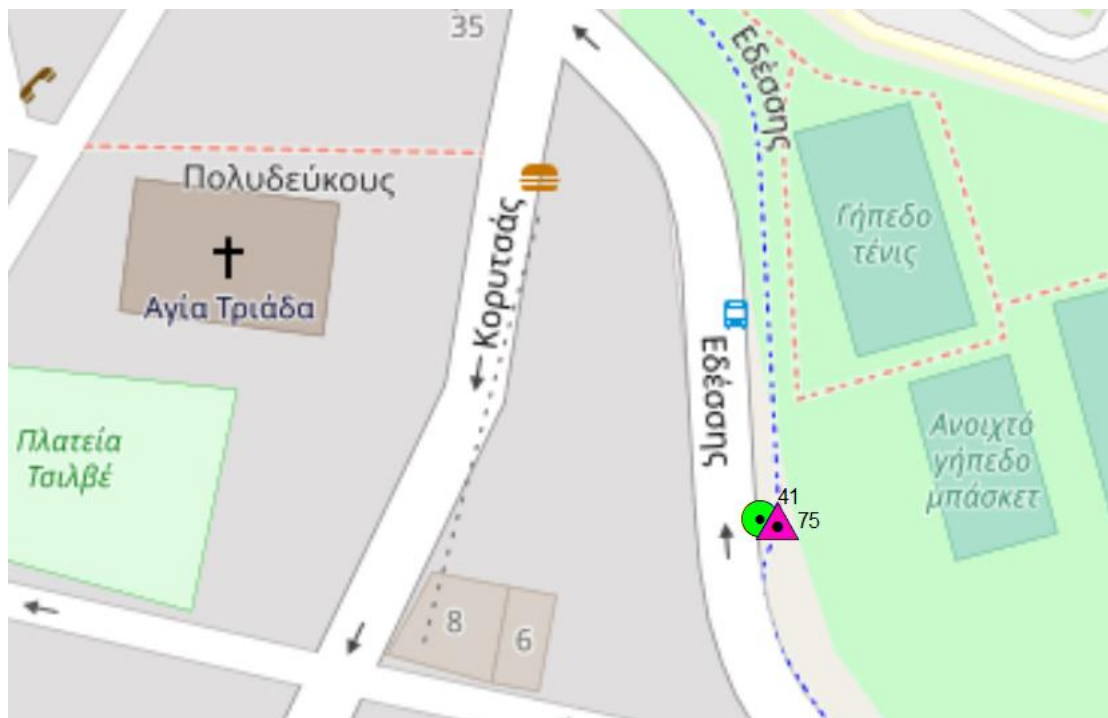 35
Εδέσσης
Πολυδεύκους
Γήπεδο
τένις
Κορυτσάς
Αγία Τριάδα
Εδέσσης
Πλατεία
Τσιλβέ
Ανοιχτό
γήπεδο
μπάσκετ
41
75
8
6